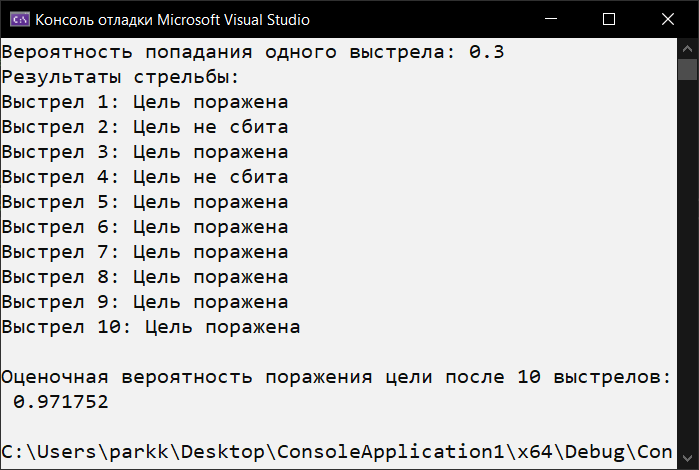 Консоль отладки Microsoft Visual Studio
Вероятность попадания одного выстрела: 0.3
Результаты стрельбы:
Выстрел 1: Цель поражена
Выстрел 2: Цель не сбита
Выстрел 3: Цель поражена
Выстрел 4: Цель не сбита
Выстрел 5: Цель поражена
Выстрел 6: Цель поражена
Выстрел 7: Цель поражена
Выстрел 8: Цель поражена
Выстрел 9: Цель поражена
Выстрел 10: Цель поражена
Оценочная вероятность поражения цели после 10 выстрелов:
0.971752
C:\Users\parkk\Desktop\ConsoleApplication1\x64\Debug\Con